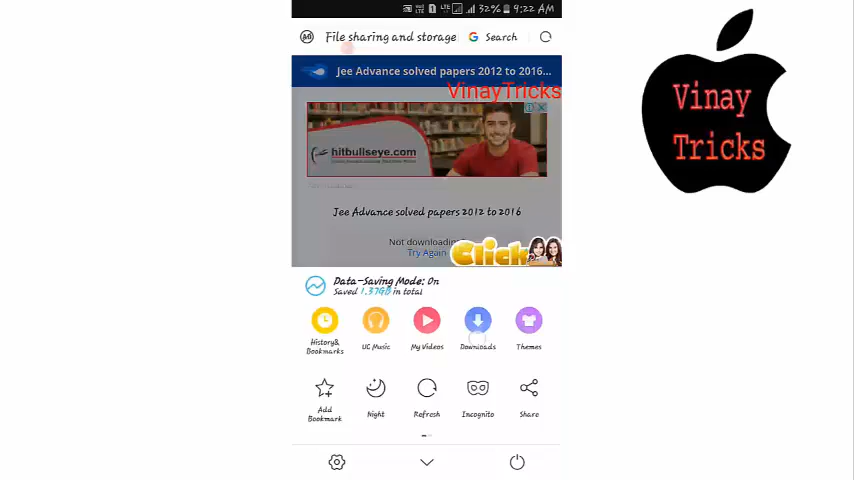 32% 9:22 AM
File sharing and storage
G Search
Jee Advance solved papers 2012 to 2016...
VinayTricks
hitbullseye.com
Jee Advance solved papers 2012 to 2016
Not downloading
Try Again
Click
Data-Saving Mode: On
Saved 1.37GB in total
History&
Bookmarks
UC Music
My Videos
Downloads
Themes
Add
Bookmark
Night
Refresh
Incognito
Share
Vinay
Tricks